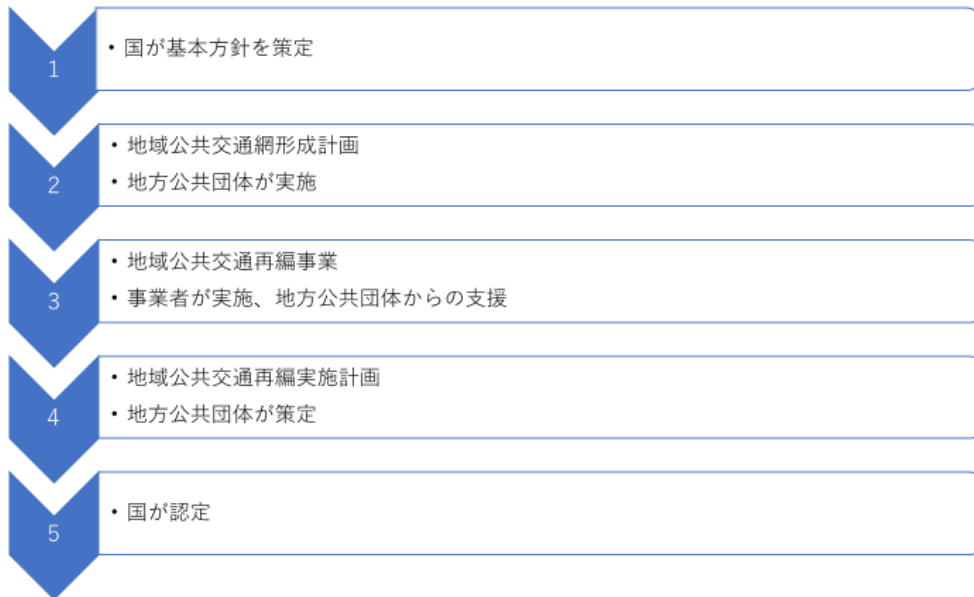 1
・国が基本方針を策定
2
・地域公共交通網形成計画
・地方公共団体が実施
3
・地域公共交通再編事業
・事業者が実施、地方公共団体からの支援
4
・地域公共交通再編実施計画
・地方公共団体が策定
5
・国が認定